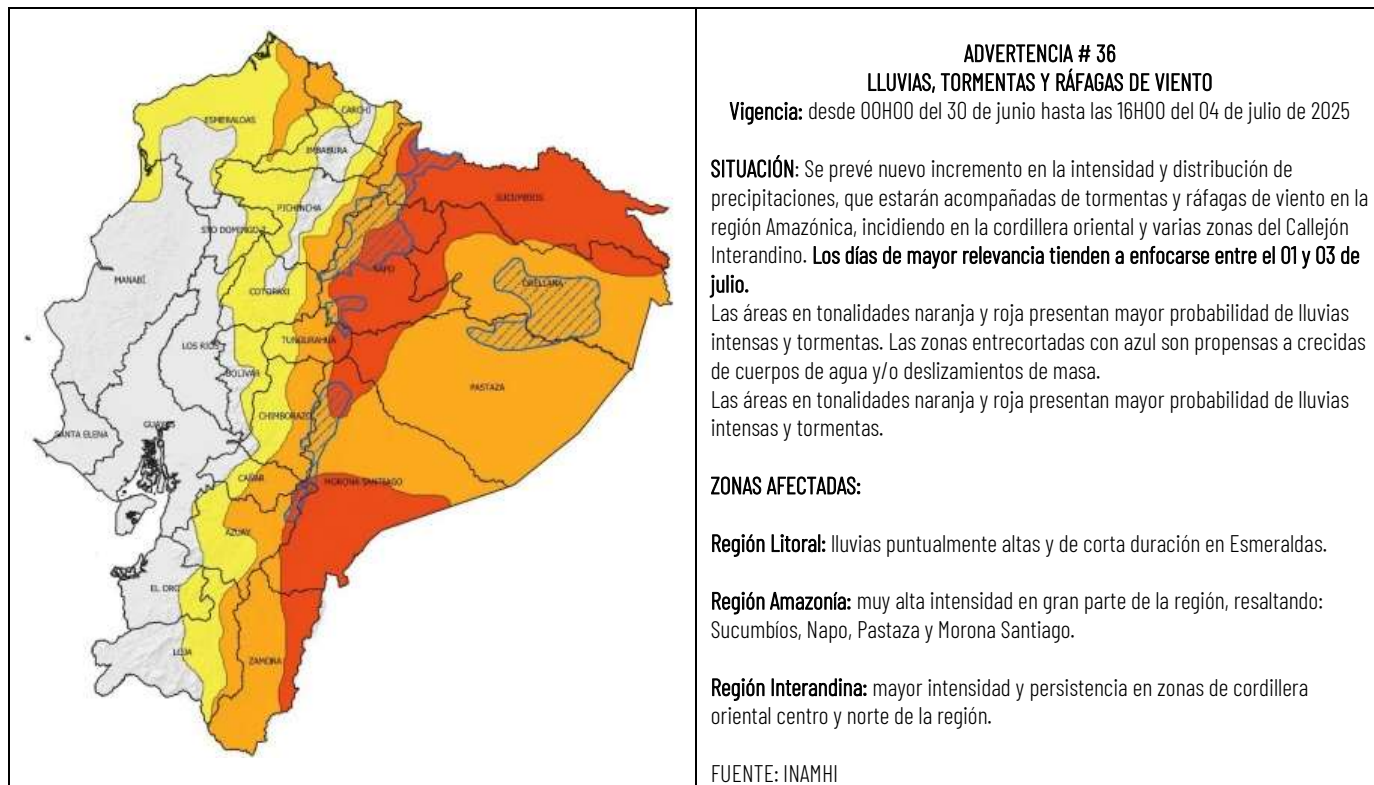 ESMERALDAS
CARCHI
IMBABURA
SUCUMBIOS
PICHINCHA
STO DOMINGO
NAPO
MANABÍ
ORELLANA
COTOPAXI
LOS RIOS
TUNGURAHUA
BOLIVAR
PASTAZA
CHIMBORAZO
GUAYAS
SANTA ELENA
CAÑAR
MORONA SANTIAGO
AZUAY
EL ORO
LOJA
ZAMORA
ADVERTENCIA # 36
LLUVIAS, TORMENTAS Y RÁFAGAS DE VIENTO
Vigencia: desde 00H00 del 30 de junio hasta las 16H00 del 04 de julio de 2025
SITUACIÓN: Se prevé nuevo incremento en la intensidad y distribución de
precipitaciones, que estarán acompañadas de tormentas y ráfagas de viento en la
región Amazónica, incidiendo en la cordillera oriental y varias zonas del Callejón
Interandino. Los días de mayor relevancia tienden a enfocarse entre el 01 y 03 de
julio.
Las áreas en tonalidades naranja y roja presentan mayor probabilidad de lluvias
intensas y tormentas. Las zonas entrecortadas con azul son propensas a crecidas
de cuerpos de agua y/o deslizamientos de masa.
Las áreas en tonalidades naranja y roja presentan mayor probabilidad de lluvias
intensas y tormentas.
ZONAS AFECTADAS:
Región Litoral: lluvias puntualmente altas y de corta duración en Esmeraldas.
Región Amazonía: muy alta intensidad en gran parte de la región, resaltando:
Sucumbíos, Napo, Pastaza y Morona Santiago.
Región Interandina: mayor intensidad y persistencia en zonas de cordillera
oriental centro y norte de la región.
FUENTE: INAMHI